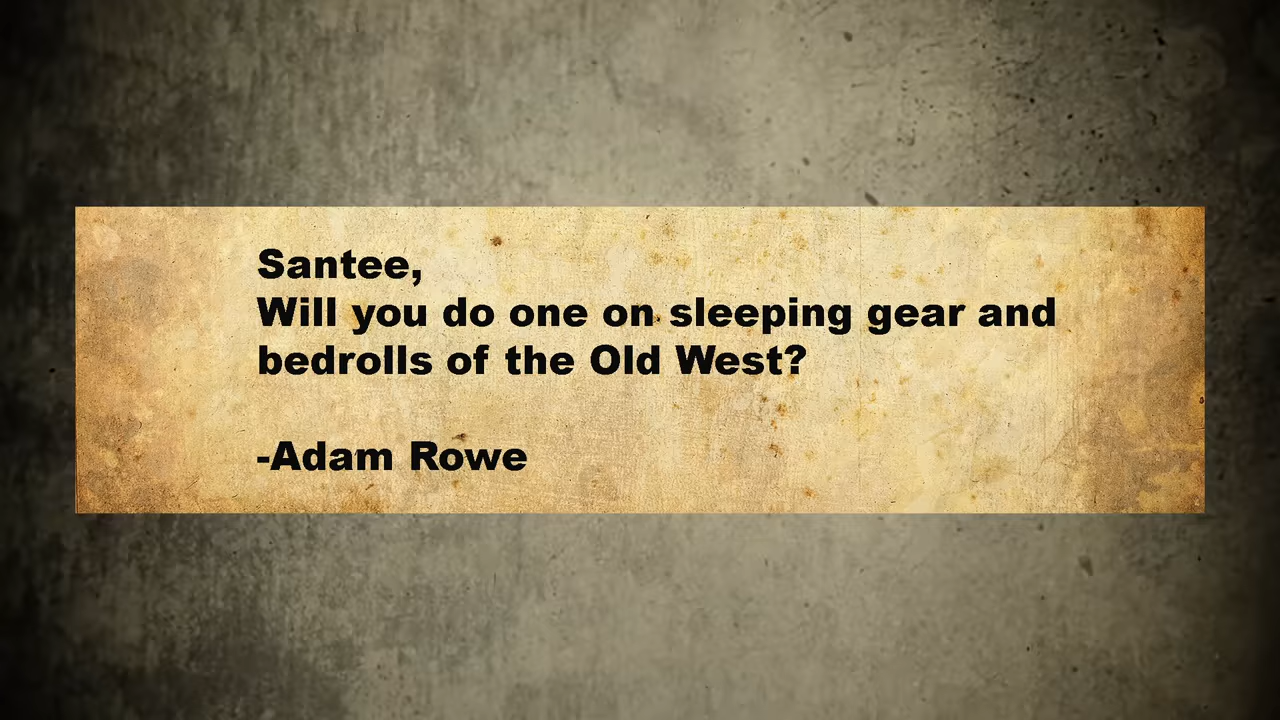 Santee,
Will you do one on sleeping gear and
bedrolls of the Old West?
-Adam Rowe